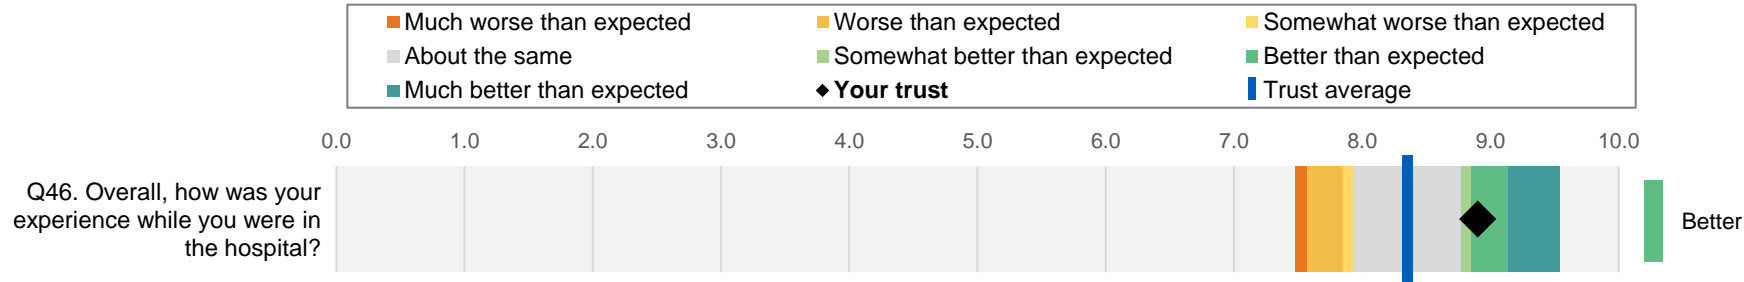 Much worse than expected
Worse than expected
Somewhat worse than expected
About the same
Somewhat better than expected
Better than expected
Much better than expected
Your trust
Trust average
0.0 1.0 2.0 3.0 4.0 5.0 6.0 7.0 8.0 9.0 10.0
Q46. Overall, how was your
experience while you were in
the hospital?
Better